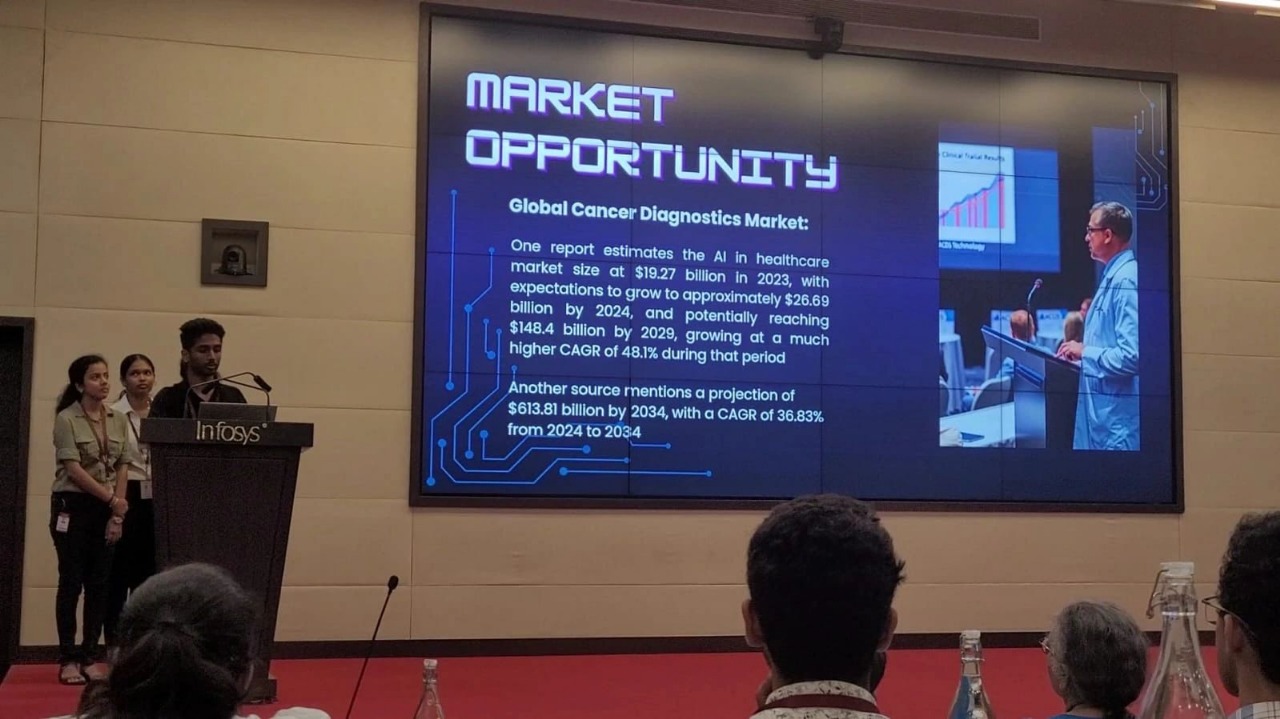 MARKET
OPPORTUNITY
Global Cancer Diagnostics Market:
One report estimates the AI in healthcare
market size at $19.27 billion in 2023, with
expectations to grow to approximately $26.69
billion by 2024, and potentially reaching
$148.4 billion by 2029, growing at a much
higher CAGR of 48.1% during that period
Another source mentions a projection of
$613.81 billion by 2034, with a CAGR of 36.83%
from 2024 to 2034
Clinical Traital Results
Technology
Infosys